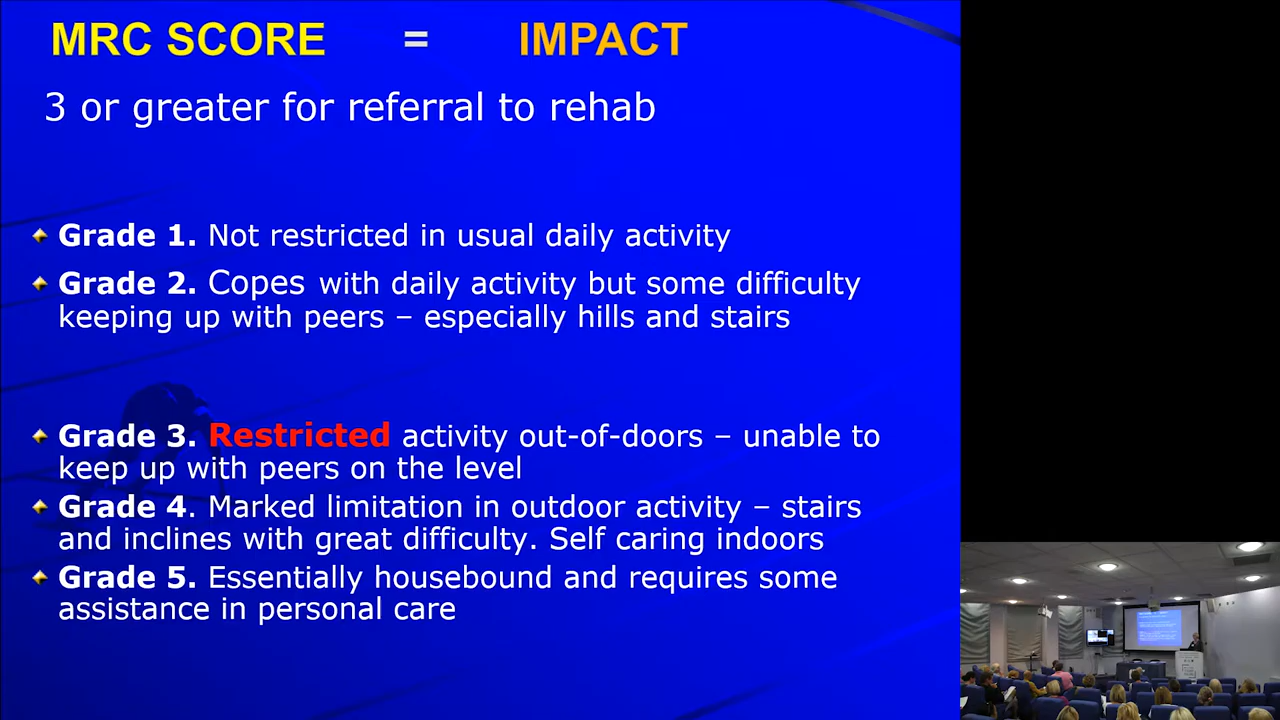 MRC SCORE = IMPACT
3 or greater for referral to rehab
Grade 1. Not restricted in usual daily activity
Grade 2. Copes with daily activity but some difficulty
keeping up with peers – especially hills and stairs
Grade 3. Restricted activity out-of-doors – unable to
keep up with peers on the level
Grade 4. Marked limitation in outdoor activity – stairs
and inclines with great difficulty. Self caring indoors
Grade 5. Essentially housebound and requires some
assistance in personal care